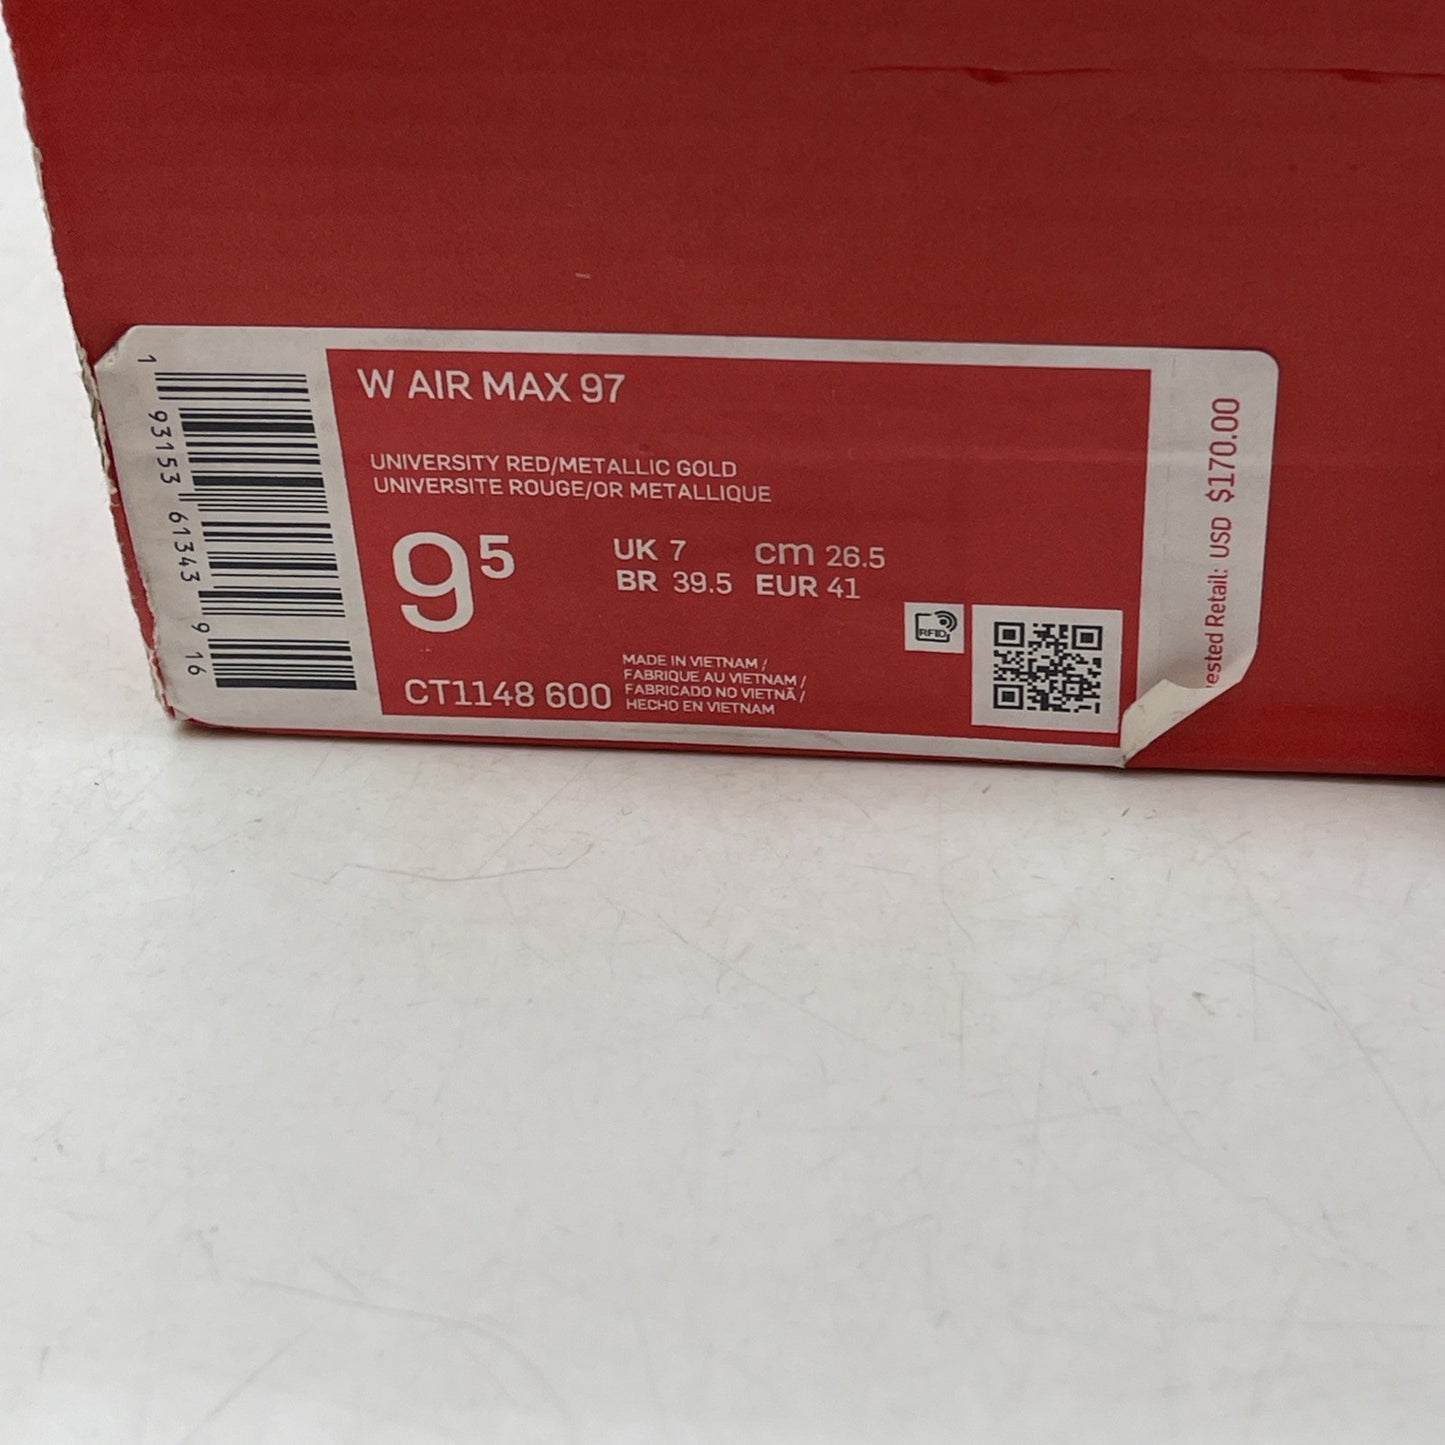 W AIR MAX 97
UNIVERSITY RED/METALLIC GOLD
UNIVERSITE ROUGE/OR METALLIQUE
9 5
UK 7 cm 26.5
BR 39.5 EUR 41
RFID
CT1148 600
MADE IN VIETNAM /
FABRIQUE AU VIETNAM /
FABRICADO NO VIETNÃ /
HECHO EN VIETNAM
1 93153 61343 9 16
Retail: USD $170.00